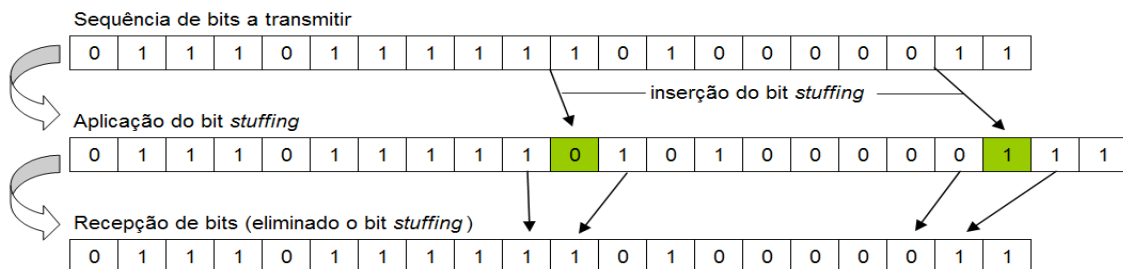 Sequência de bits a transmitir
0 1 1 1 0 1 1 1 1 1 1 0 1 0 0 0 0 0 1 1
inserção do bit stuffing
Aplicação do bit stuffing
0 1 1 1 0 1 1 1 1 1 0 1 0 1 0 0 0 0 0 1 1 1
Recepção de bits (eliminado o bit stuffing)
0 1 1 1 0 1 1 1 1 1 1 0 1 0 0 0 0 0 1 1